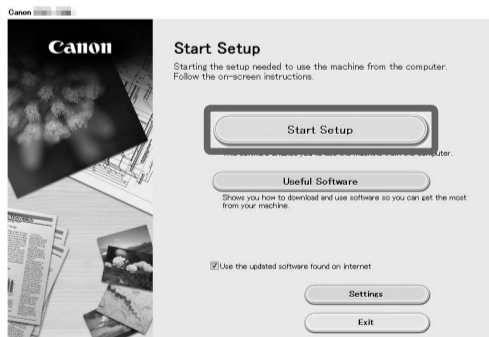 Canon
Canon
Start Setup
Starting the setup needed to use the machine from the computer.
Follow the on-screen instructions.
Start Setup
computer.
Useful Software
Shows you how to download and use software so you can get the most
from your machine.
Use the updated software found on internet
Settings
Exit